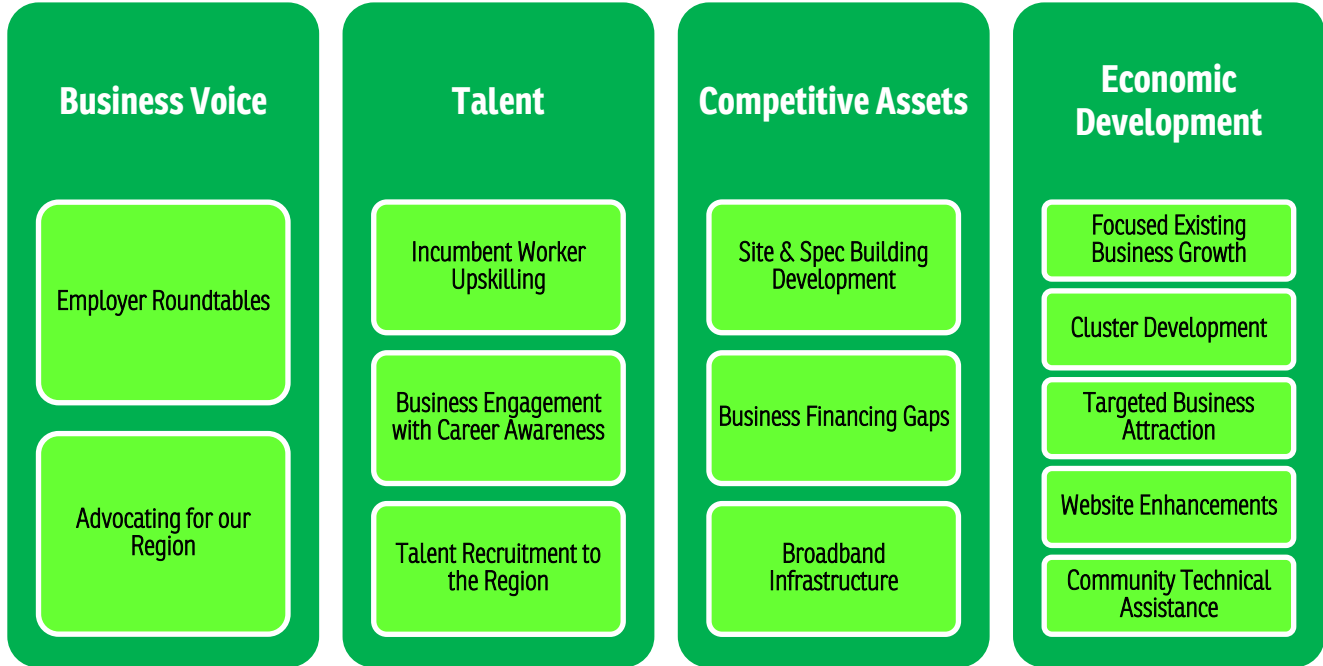 Business Voice
Employer Roundtables
Advocating for our
Region
Talent
Incumbent Worker
Upskilling
Business Engagement
with Career Awareness
Talent Recruitment to
the Region
Competitive Assets
Site & Spec Building
Development
Business Financing Gaps
Broadband
Infrastructure
Economic
Development
Focused Existing
Business Growth
Cluster Development
Targeted Business
Attraction
Website Enhancements
Community Technical
Assistance